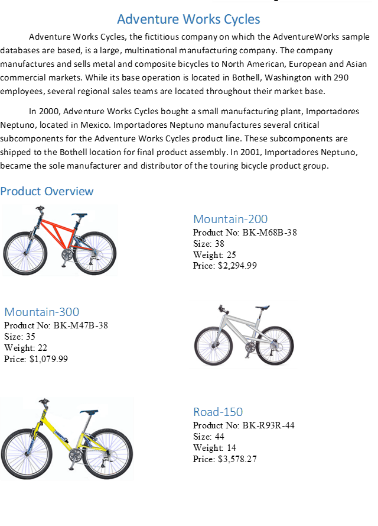 Adventure Works Cycles
Adventure Works Cycles, the fictitious company on which the AdventureWorks sample
databases are based, is a large, multinational manufacturing company. The company
manufactures and sells metal and composite bicycles to North American, European and Asian
commercial markets. While its base operation is located in Bothell, Washington with 290
employees, several regional sales teams are located throughout their market base.
In 2000, Adventure Works Cycles bought a small manufacturing plant, Importadores
Neptuno, located in Mexico. Importadores Neptuno manufactures several critical
subcomponents for the Adventure Works Cycles product line. These subcomponents are
shipped to the Bothell location for final product assembly. In 2001, Importadores Neptuno,
became the sole manufacturer and distributor of the touring bicycle product group.
Product Overview
Mountain-200
Product No: BK-M68B-38
Size: 38
Weight: 25
Price: $2,294.99
Mountain-300
Product No: BK-M47B-38
Size: 35
Weight: 22
Price: $1,079.99
Road-150
Product No: BK-R93R-44
Size: 44
Weight: 14
Price: $3,578.27